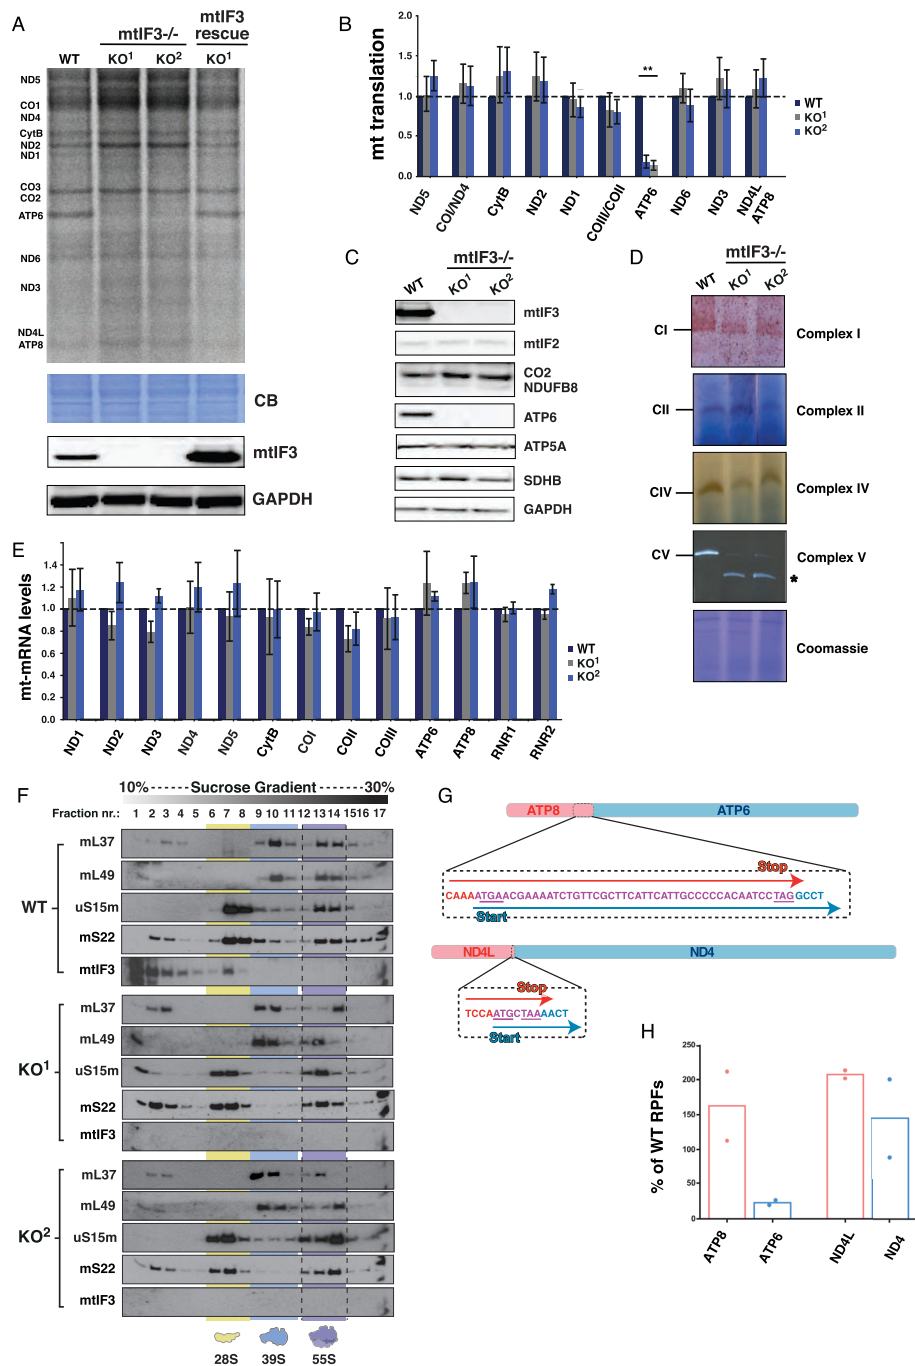 A
mtIF3-/-
mtIF3
rescue
WT KO1 KO2 KO1
ND5
CO1
ND4
CytB
ND2
ND1
CO3
CO2
ATP6
ND6
ND3
ND4L
ATP8
CB
mtIF3
GAPDH
B
mt translation
2.0
1.5
1.0
0.5
0.0
**
WT
KO1
KO2
ND5 COI/ND4 CytB ND2 ND1 COIII/COII ATP6 ND6 ND3 ND4L ATP8
C
mtIF3-/-
WT KO1 KO2
mtIF3
mtIF2
CO2
NDUFB8
ATP6
ATP5A
SDHB
GAPDH
D
mtIF3-/-
WT KO1 KO2
CI Complex I
CII Complex II
CIV Complex IV
CV Complex V
*
Coomassie
E
mt-mRNA levels
1.4
1.2
1.0
0.8
0.6
0.4
0.2
0.0
WT
KO1
KO2
ND1 ND2 ND3 ND4 ND5 CytB COI COII COIII ATP6 ATP8 RNR1 RNR2
F
10%------Sucrose Gradient------30%
Fraction nr.: 1 2 3 4 5 6 7 8 9 10 11 12 13 14 15 16 17
WT
mL37
mL49
uS15m
mS22
mtIF3
KO1
mL37
mL49
uS15m
mS22
mtIF3
KO2
mL37
mL49
uS15m
mS22
mtIF3
28S 39S 55S
G
ATP8 ATP6
Stop
CAAAATGAACGAAAATCTGTTCGCTTCATTCATTGCCCCCACAATCCTAGGCCT
Start
ND4L ND4
Stop
TCCAATGCTAAAACT
Start
H
% of WT RPFs
250
200
150
100
50
0
ATP8 ATP6 ND4L ND4